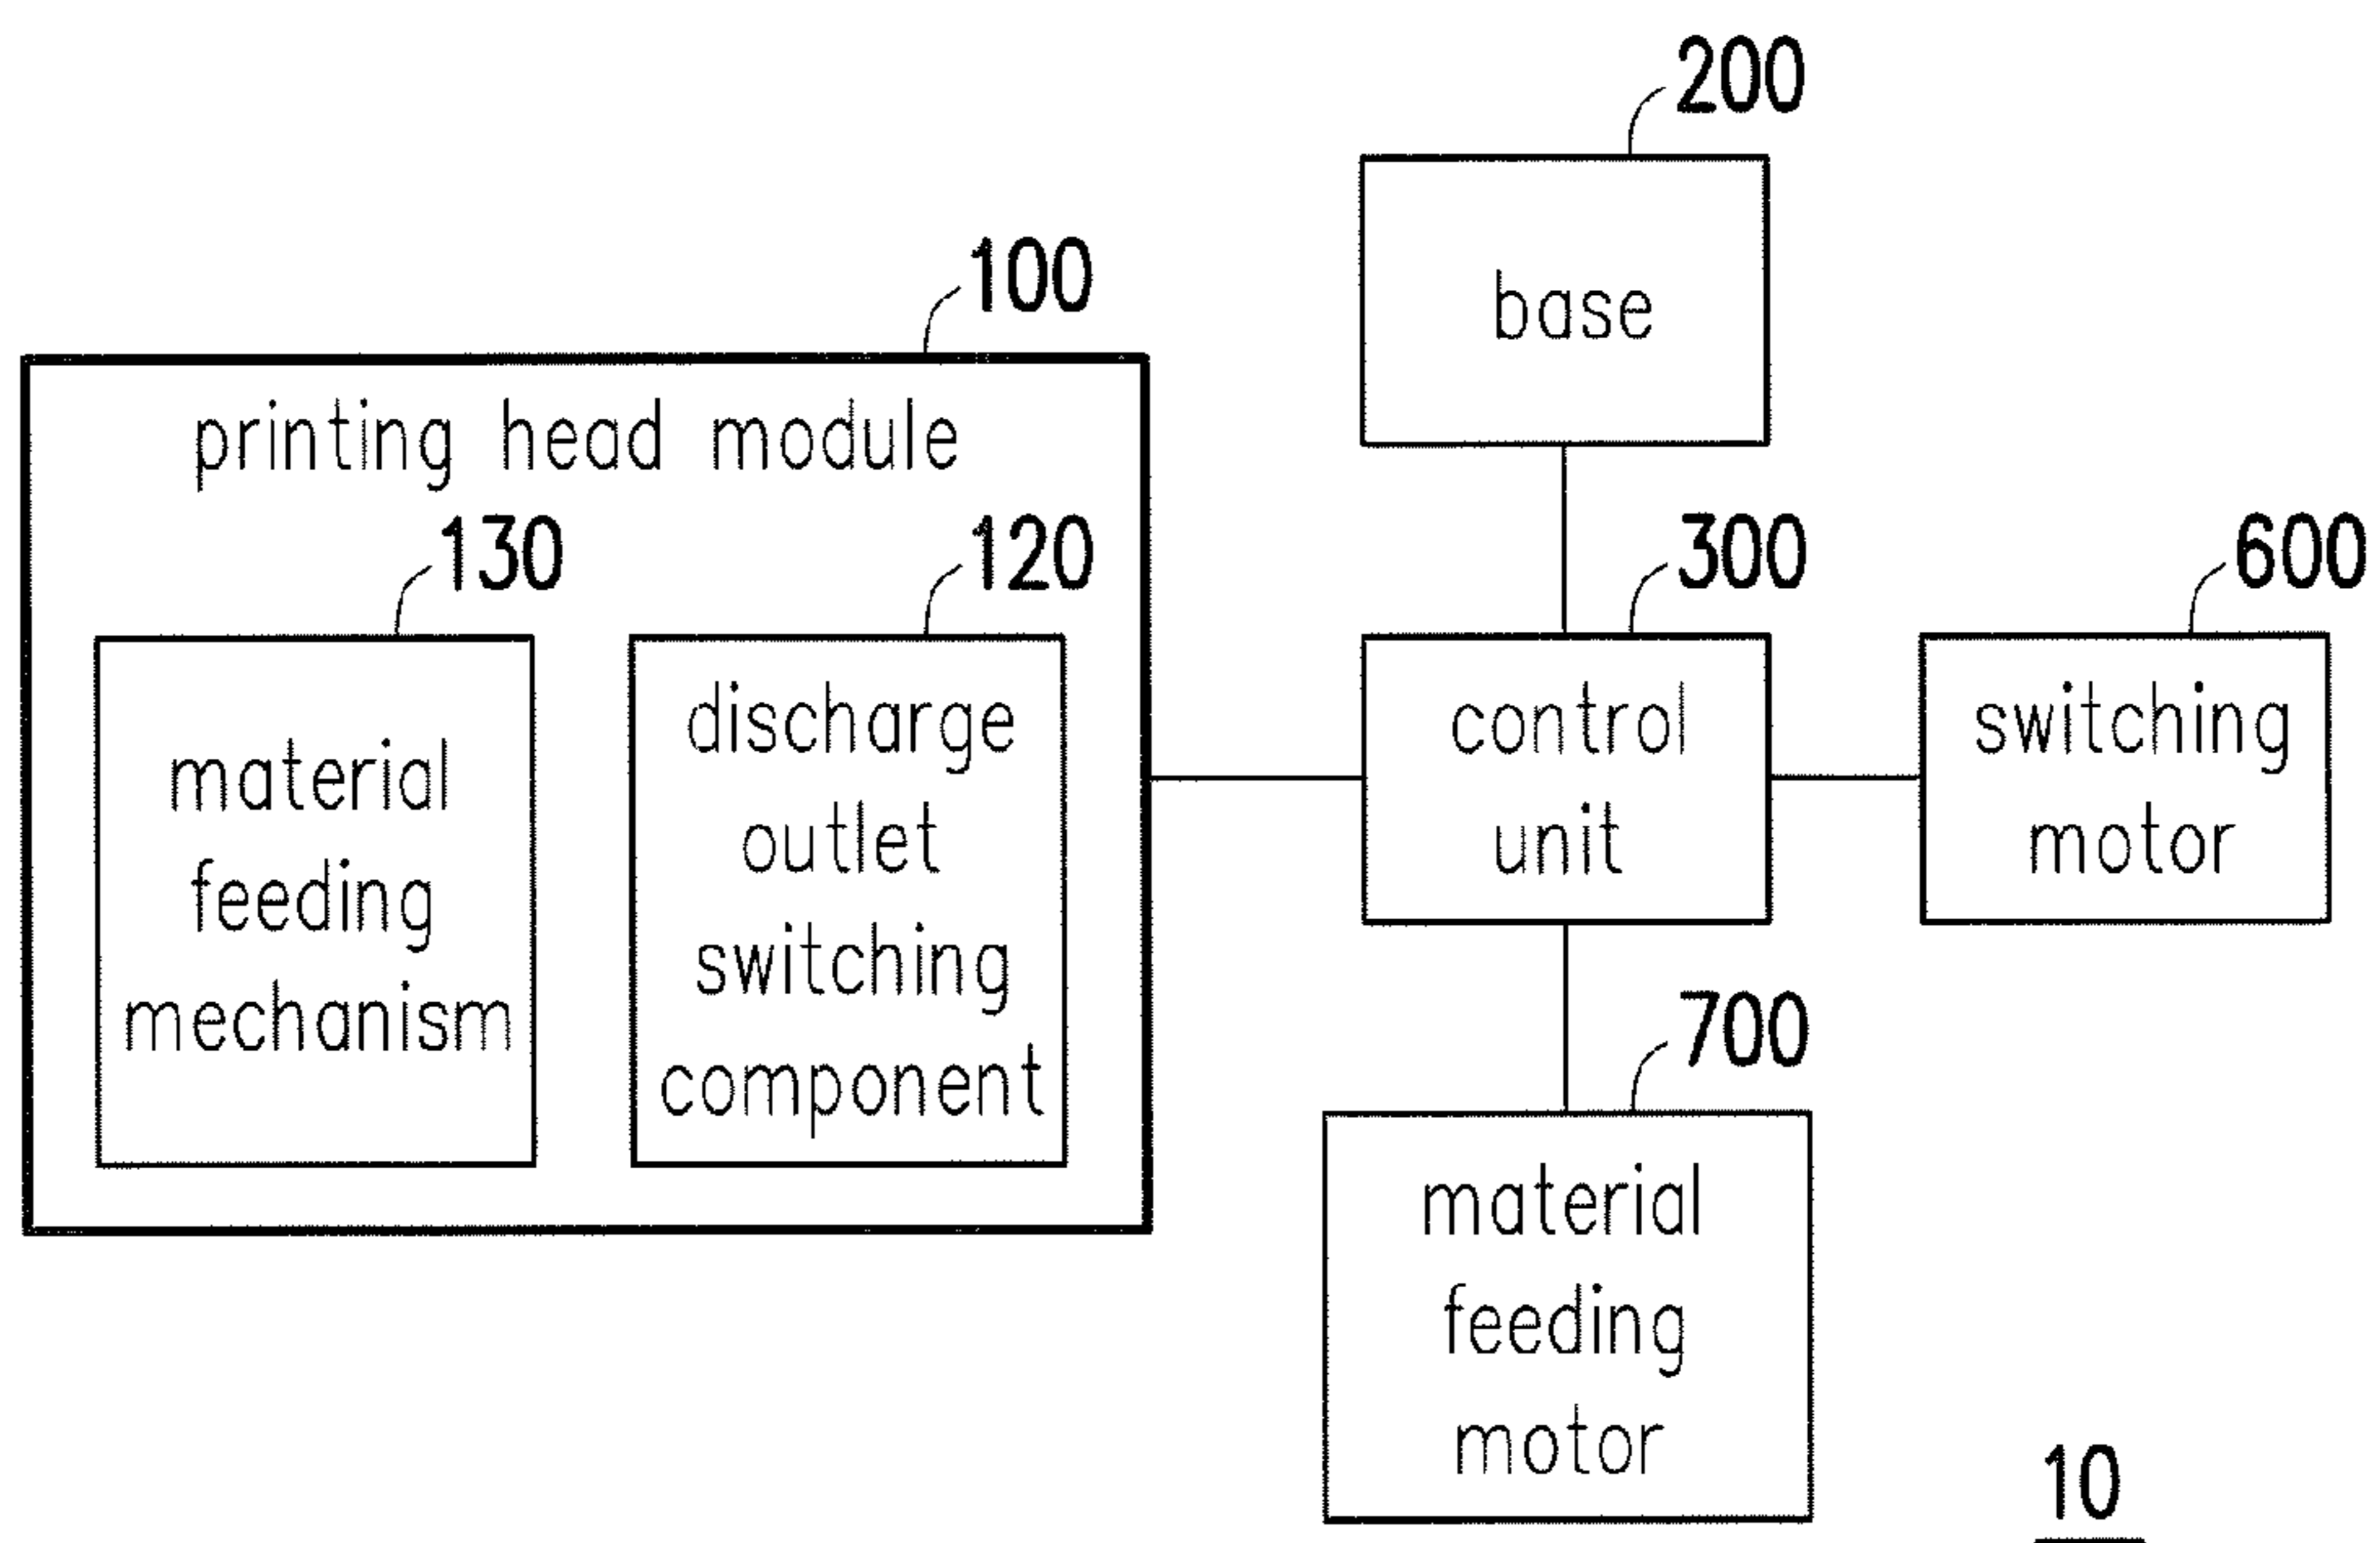 200
base
100
printing head module
130
120
material
feeding
mechanism
discharge
outlet
switching
component
300
control
unit
600
switching
motor
700
material
feeding
motor
10